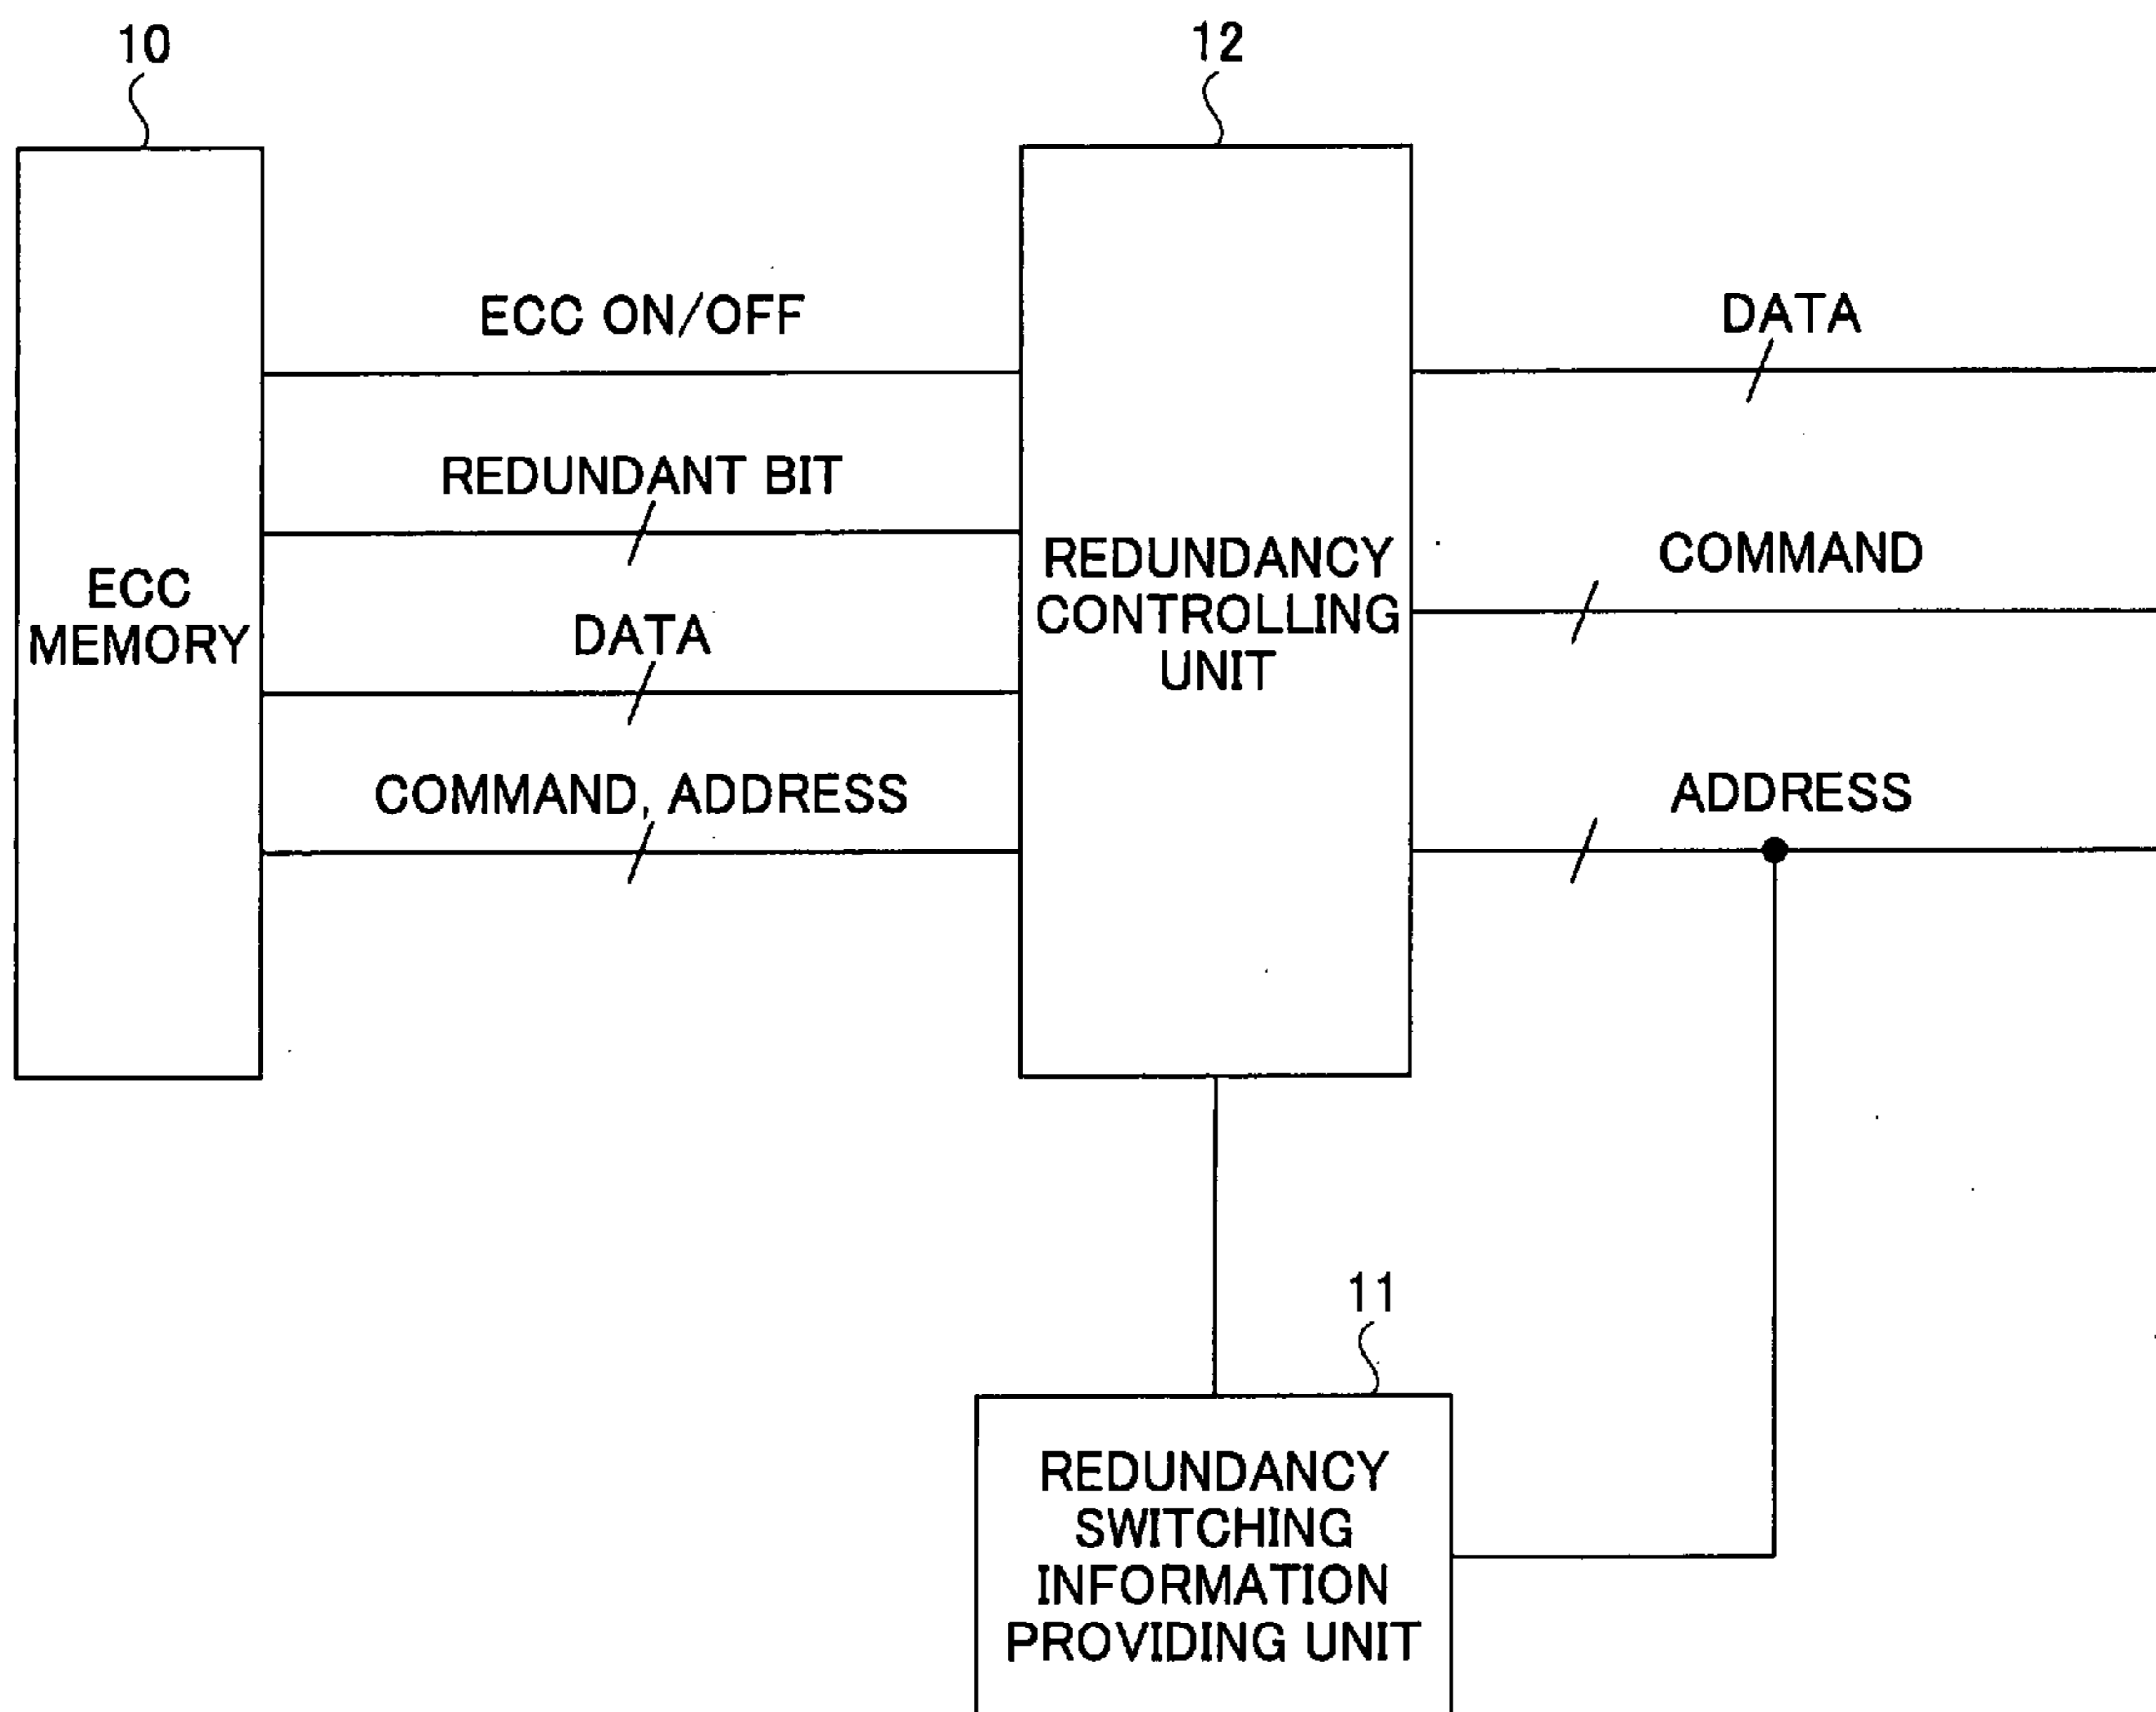 10
12
ECC ON/OFF
DATA
REDUNDANT BIT
REDUNDANCY
CONTROLLING
UNIT
COMMAND
ECC
MEMORY
DATA
COMMAND, ADDRESS
ADDRESS
11
REDUNDANCY
SWITCHING
INFORMATION
PROVIDING UNIT